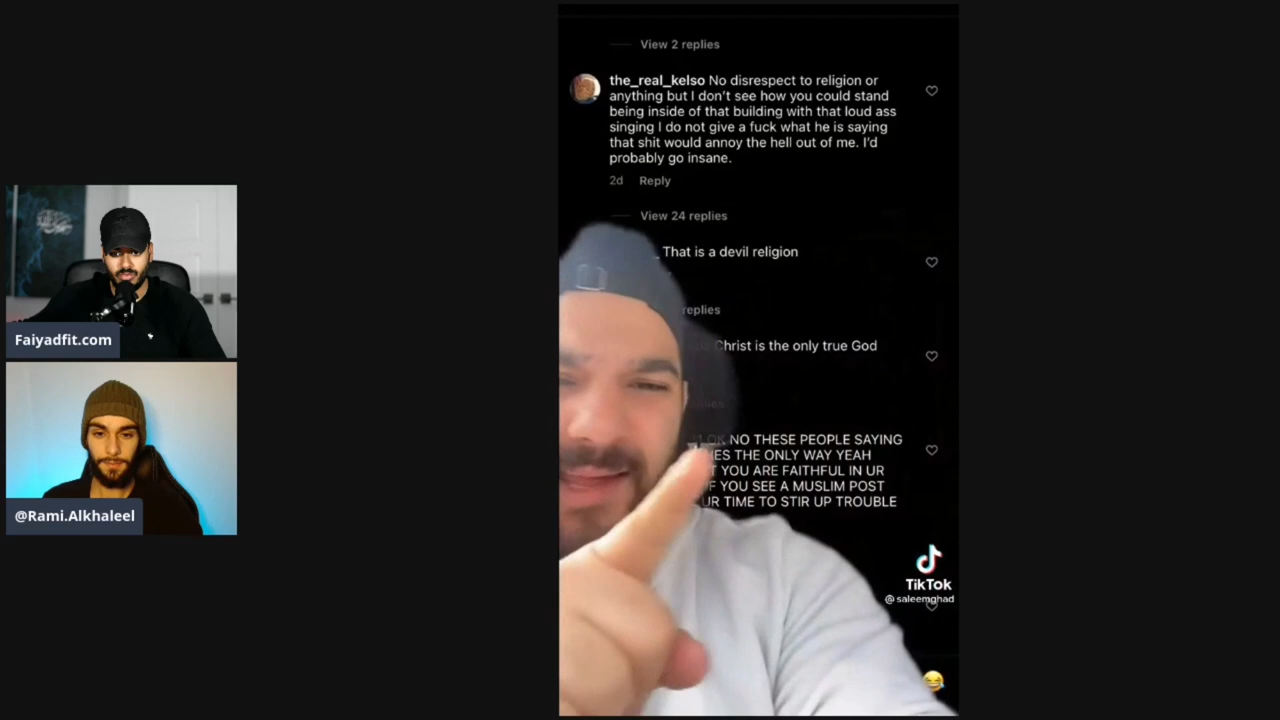 View 2 replies
the_real_kelso No disrespect to religion or
anything but I don't see how you could stand
being inside of that building with that loud ass
singing I do not give a fuck what he is saying
that shit would annoy the hell out of me. I'd
probably go insane.
2d Reply
View 24 replies
That is a devil religion
replies
Christ is the only true God
NO THESE PEOPLE SAYING
THE ONLY WAY YEAH
YOU ARE FAITHFUL IN UR
YOU SEE A MUSLIM POST
UR TIME TO STIR UP TROUBLE
TikTok
@saleemghad
Faiyadfit.com
@Rami.Alkhaleel